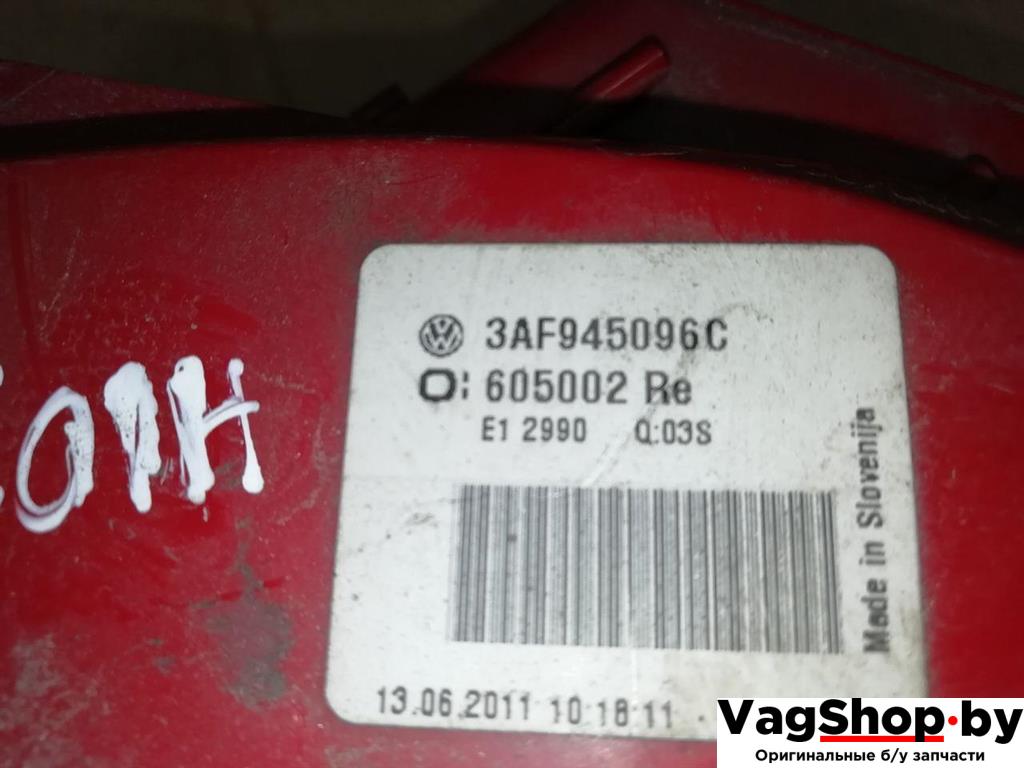 3AF945096C
O: 605002 Re
E1 2990 Q:03S
Made in Slovenija
13.06.2011 10:18:11
VagShop.by
Оригинальные б/у запчасти